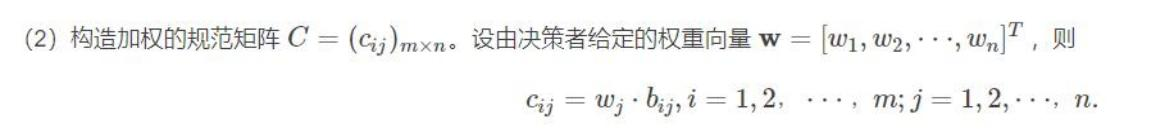 (2) 构造加权的规范矩阵 C = (c_{ij})_{m×n}。设由决策者给定的权重向量 w = [w_1, w_2, ···, w_n]^T ，则
c_{ij} = w_j · b_{ij}, i = 1, 2, ··· , m; j = 1, 2, ···, n.